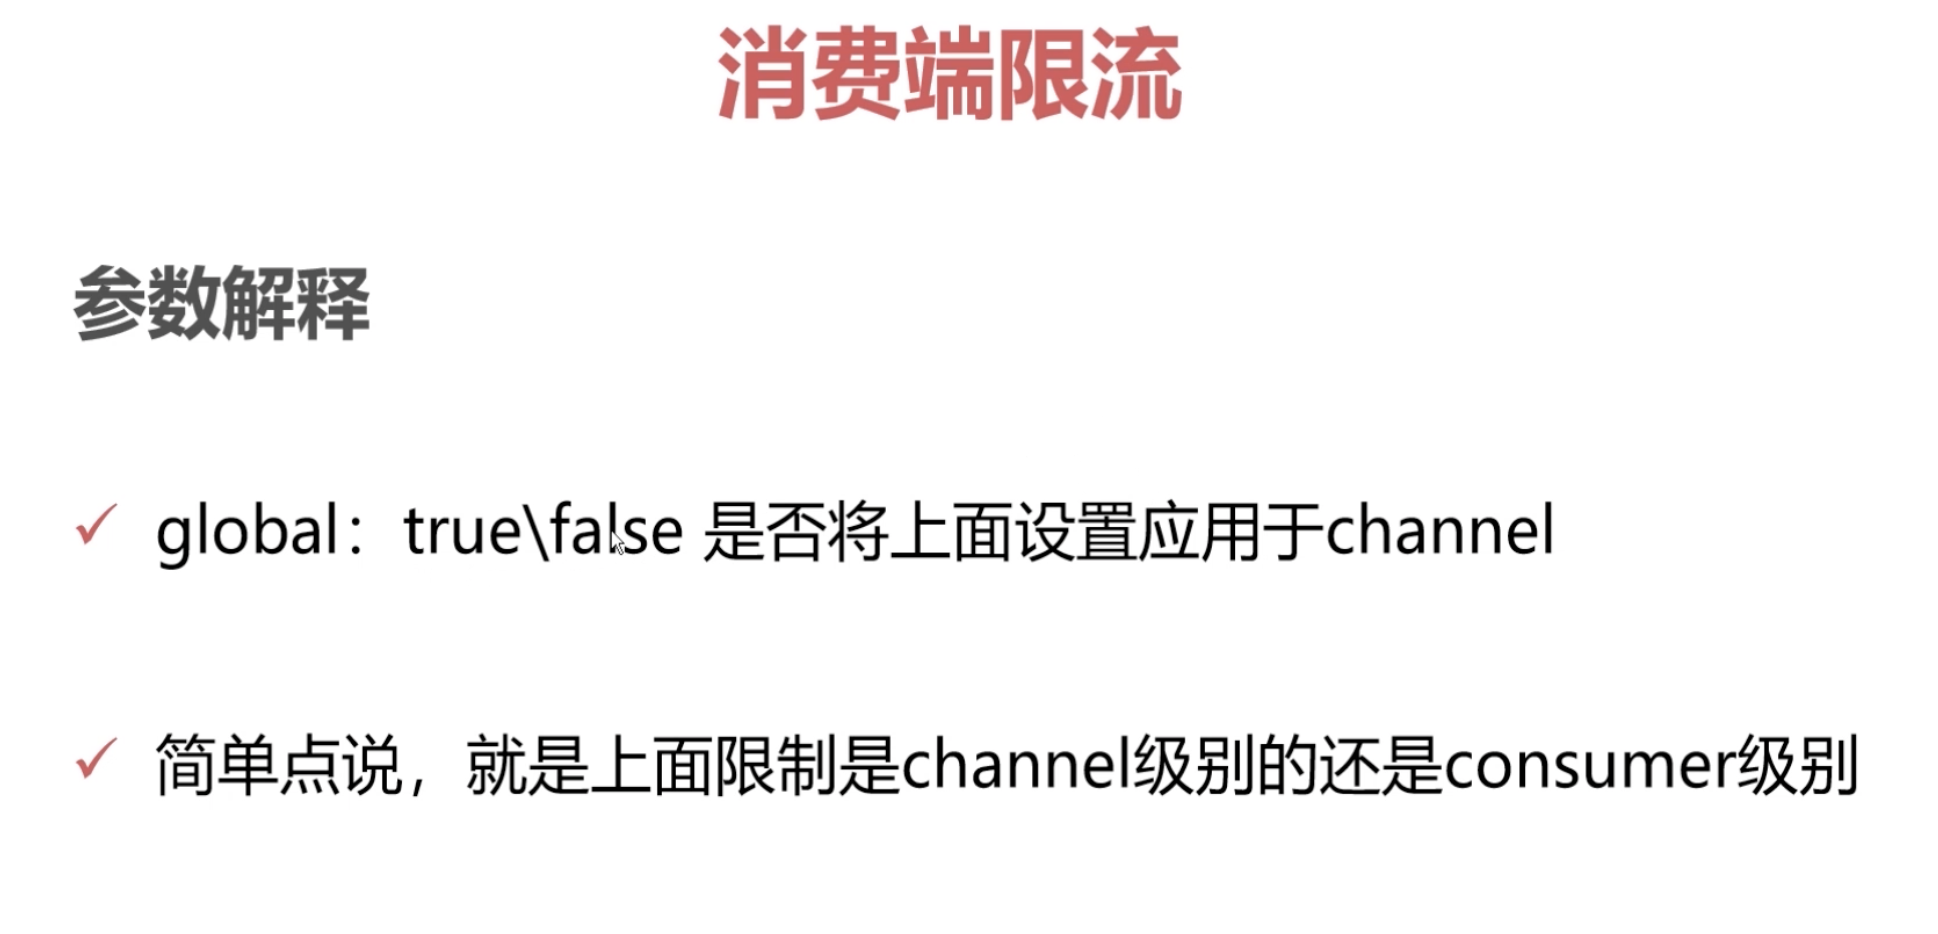 消费端限流
参数解释
global：true\false 是否将上面设置应用于channel
简单点说，就是上面限制是channel级别的还是consumer级别